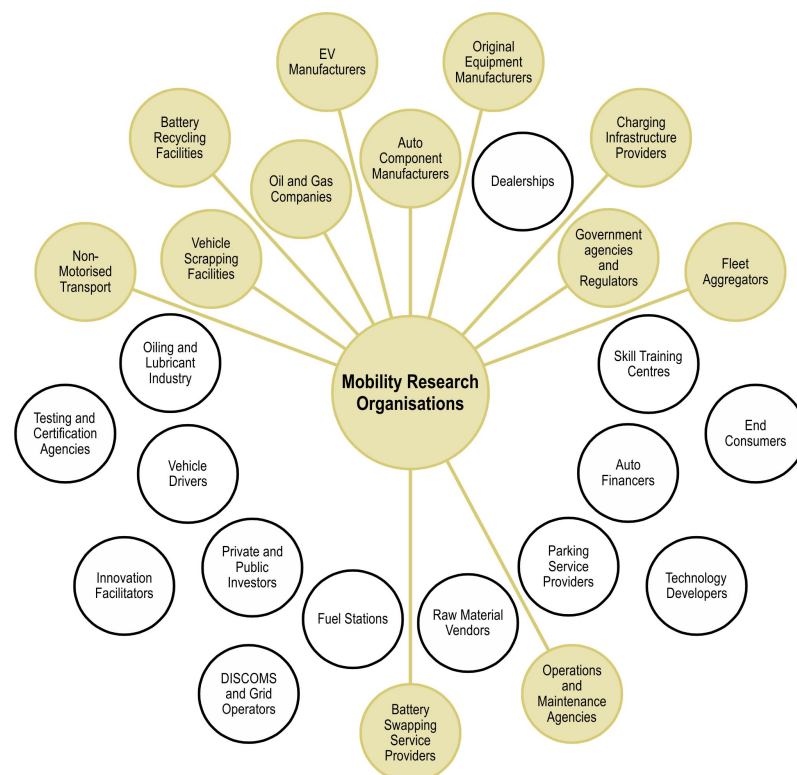 EV
Manufacturers
Original
Equipment
Manufacturers
Battery
Recycling
Facilities
Auto
Component
Manufacturers
Charging
Infrastructure
Providers
Oil and Gas
Companies
Dealerships
Non-
Motorised
Transport
Vehicle
Scrapping
Facilities
Government
agencies and
Regulators
Fleet
Aggregators
Oiling and
Lubricant
Industry
Mobility Research
Organisations
Skill Training
Centres
Testing and
Certification
Agencies
End
Consumers
Vehicle
Drivers
Auto
Financers
Innovation
Facilitators
Private and
Public
Investors
Parking
Service
Providers
Technology
Developers
Fuel Stations
Raw Material
Vendors
DISCOMS
and Grid
Operators
Battery
Swapping
Service
Providers
Operations
and
Maintenance
Agencies